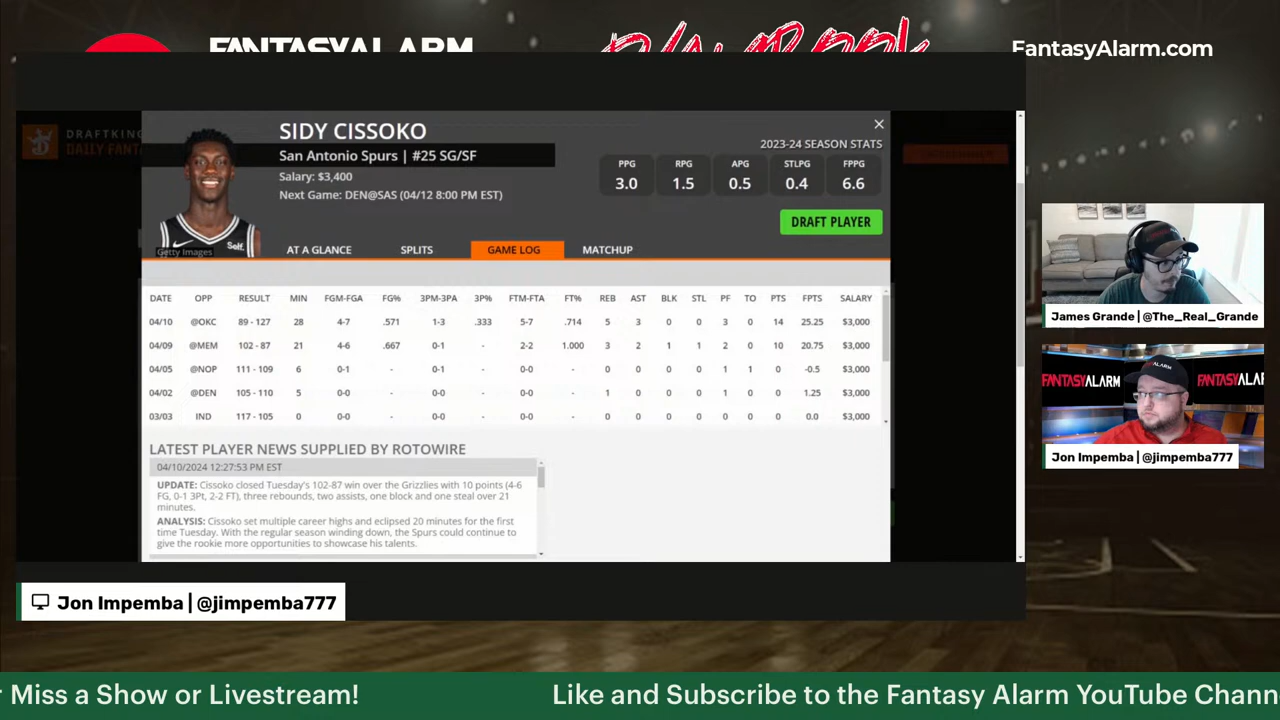 FANTASYALARM
FantasyAlarm.com
DRAFTKIN
DAILY FANT
SIDY CISSOKO
San Antonio Spurs | #25 SG/SF
Salary: $3,400
Next Game: DEN@SAS (04/12 8:00 PM EST)
2023-24 SEASON STATS
PPG RPG APG STLPG FPPG
3.0 1.5 0.5 0.4 6.6
DRAFT PLAYER
Self.
Getty Images
AT A GLANCE SPLITS GAME LOG MATCHUP
DATE OPP RESULT MIN FGM-FGA FG% 3PM-3PA 3P% FTM-FTA FT% REB AST BLK STL PF TO PTS FPTS SALARY
04/10 @OKC 89 - 127 28 4-7 .571 1-3 .333 5-7 .714 5 3 0 0 3 0 14 25.25 $3,000
04/09 @MEM 102 - 87 21 4-6 .667 0-1 - 2-2 1.000 3 2 1 1 2 0 10 20.75 $3,000
04/05 @NOP 111 - 109 6 0-1 - 0-1 - 0-0 - 0 0 0 0 1 1 0 -0.5 $3,000
04/02 @DEN 105 - 110 5 0-0 - 0-0 - 0-0 - 1 0 0 0 1 0 0 1.25 $3,000
03/03 IND 117 - 105 0 0-0 - 0-0 - 0-0 - 0 0 0 0 0 0 0 0.0 $3,000
LATEST PLAYER NEWS SUPPLIED BY ROTOWIRE
04/10/2024 12:27:53 PM EST
UPDATE: Cissoko closed Tuesday's 102-87 win over the Grizzlies with 10 points (4-6
FG, 0-1 3Pt, 2-2 FT), three rebounds, two assists, one block and one steal over 21
minutes.
ANALYSIS: Cissoko set multiple career highs and eclipsed 20 minutes for the first
time Tuesday. With the regular season winding down, the Spurs could continue to
give the rookie more opportunities to showcase his talents.
James Grande | @The_Real_Grande
ALARM
FANTASYALARM
FANTASYALAR
Jon Impemba | @jimpemba777
Jon Impemba | @jimpemba777
r Miss a Show or Livestream!
Like and Subscribe to the Fantasy Alarm YouTube Chann